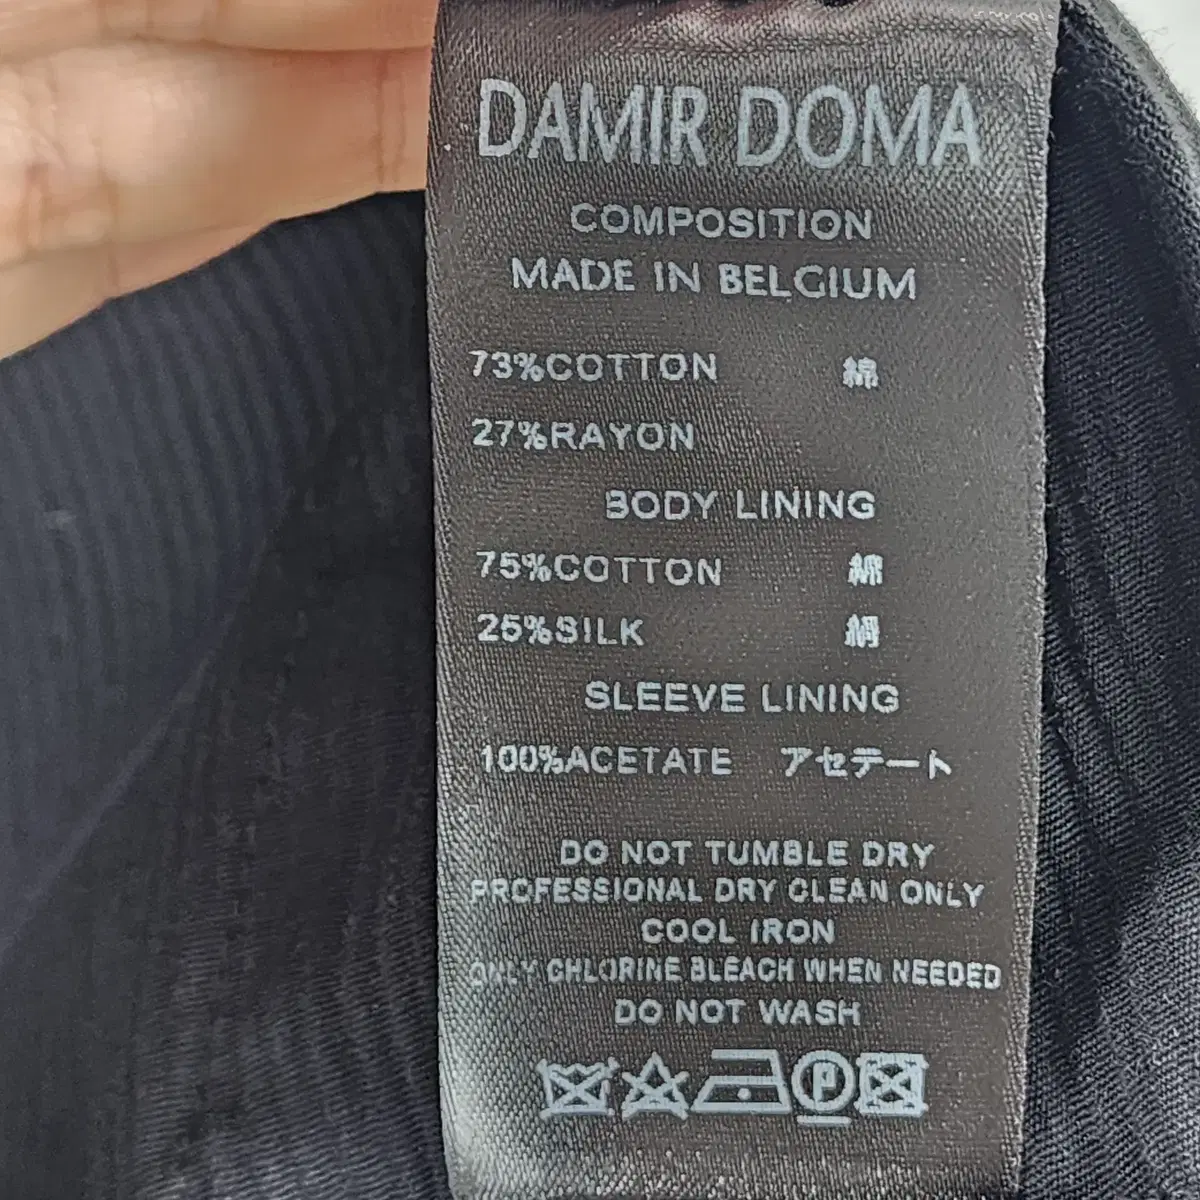 DAMIR DOMA
COMPOSITION
MADE IN BELGIUM
73%COTTON 綿
27%RAYON
BODY LINING
75%COTTON 綿
25%SILK 絹
SLEEVE LINING
100%ACETATE アセテート
DO NOT TUMBLE DRY
PROFESSIONAL DRY CLEAN ONLY
COOL IRON
ONLY CHLORINE BLEACH WHEN NEEDED
DO NOT WASH
P